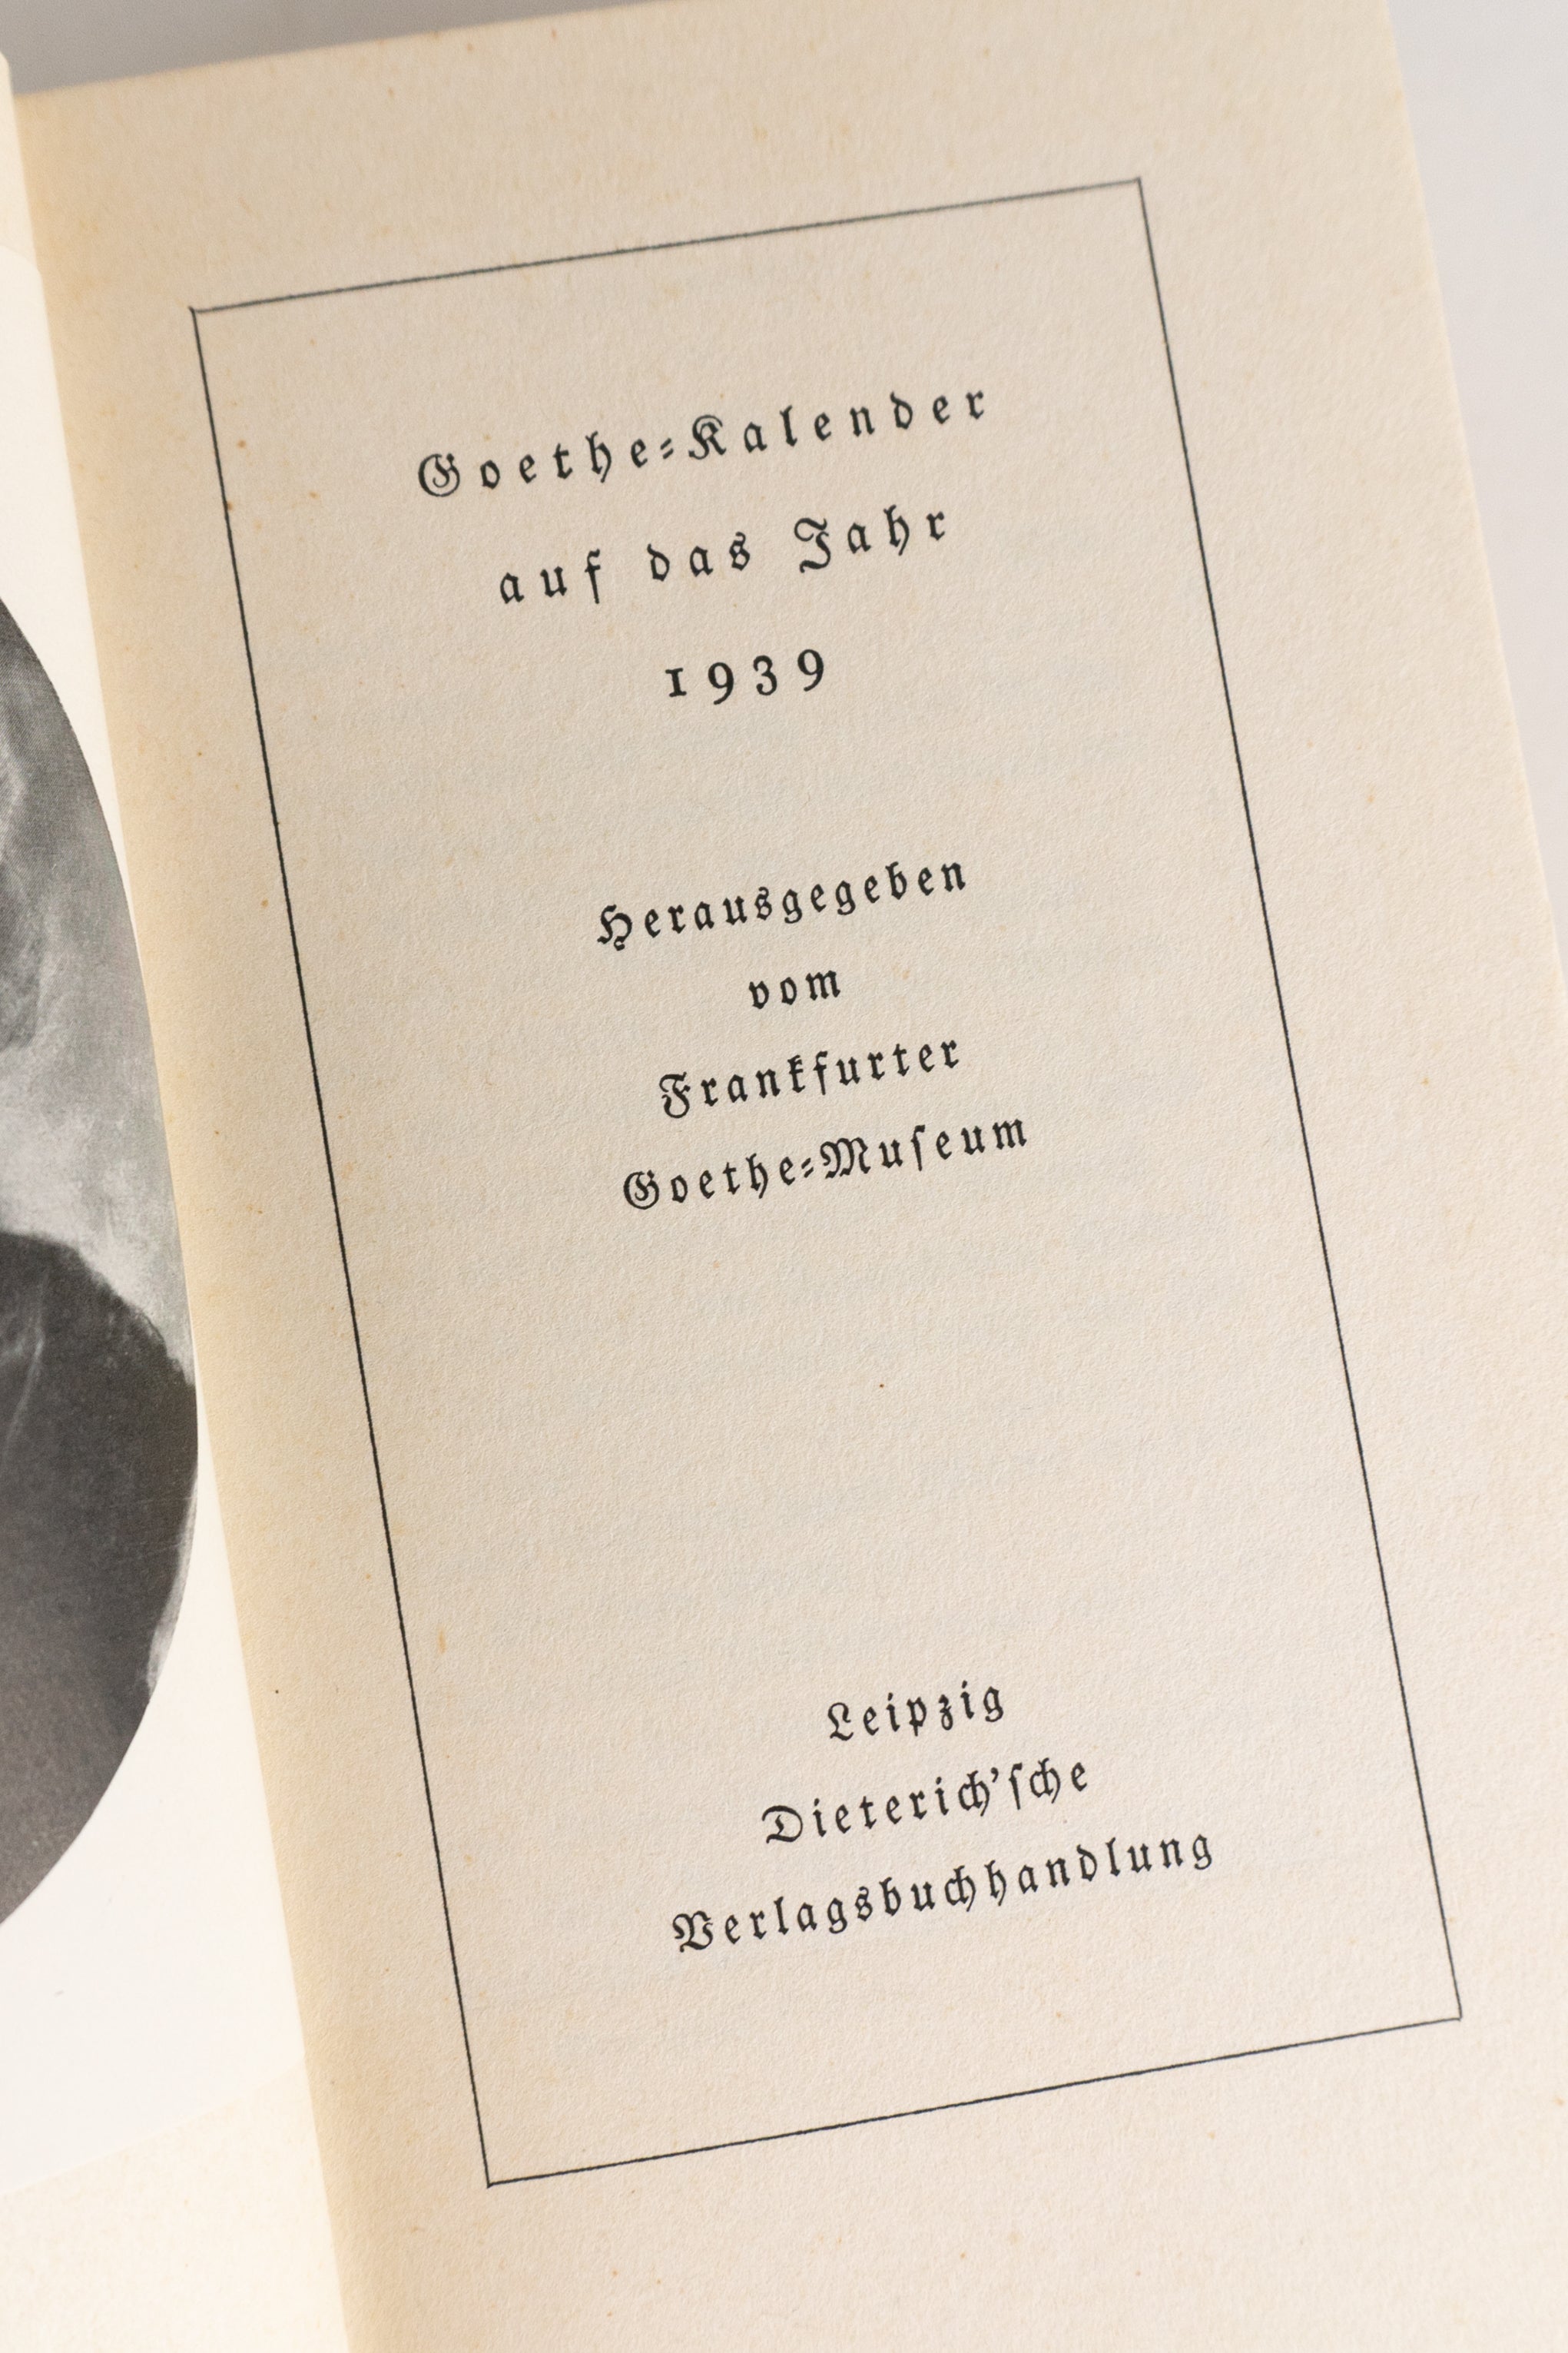 Goethe-Kalender
auf das Jahr
1939
Herausgegeben
vom
Frankfurter
Goethe-Muſeum
Leipzig
Dieterich’ſche
Verlagsbuchhandlung